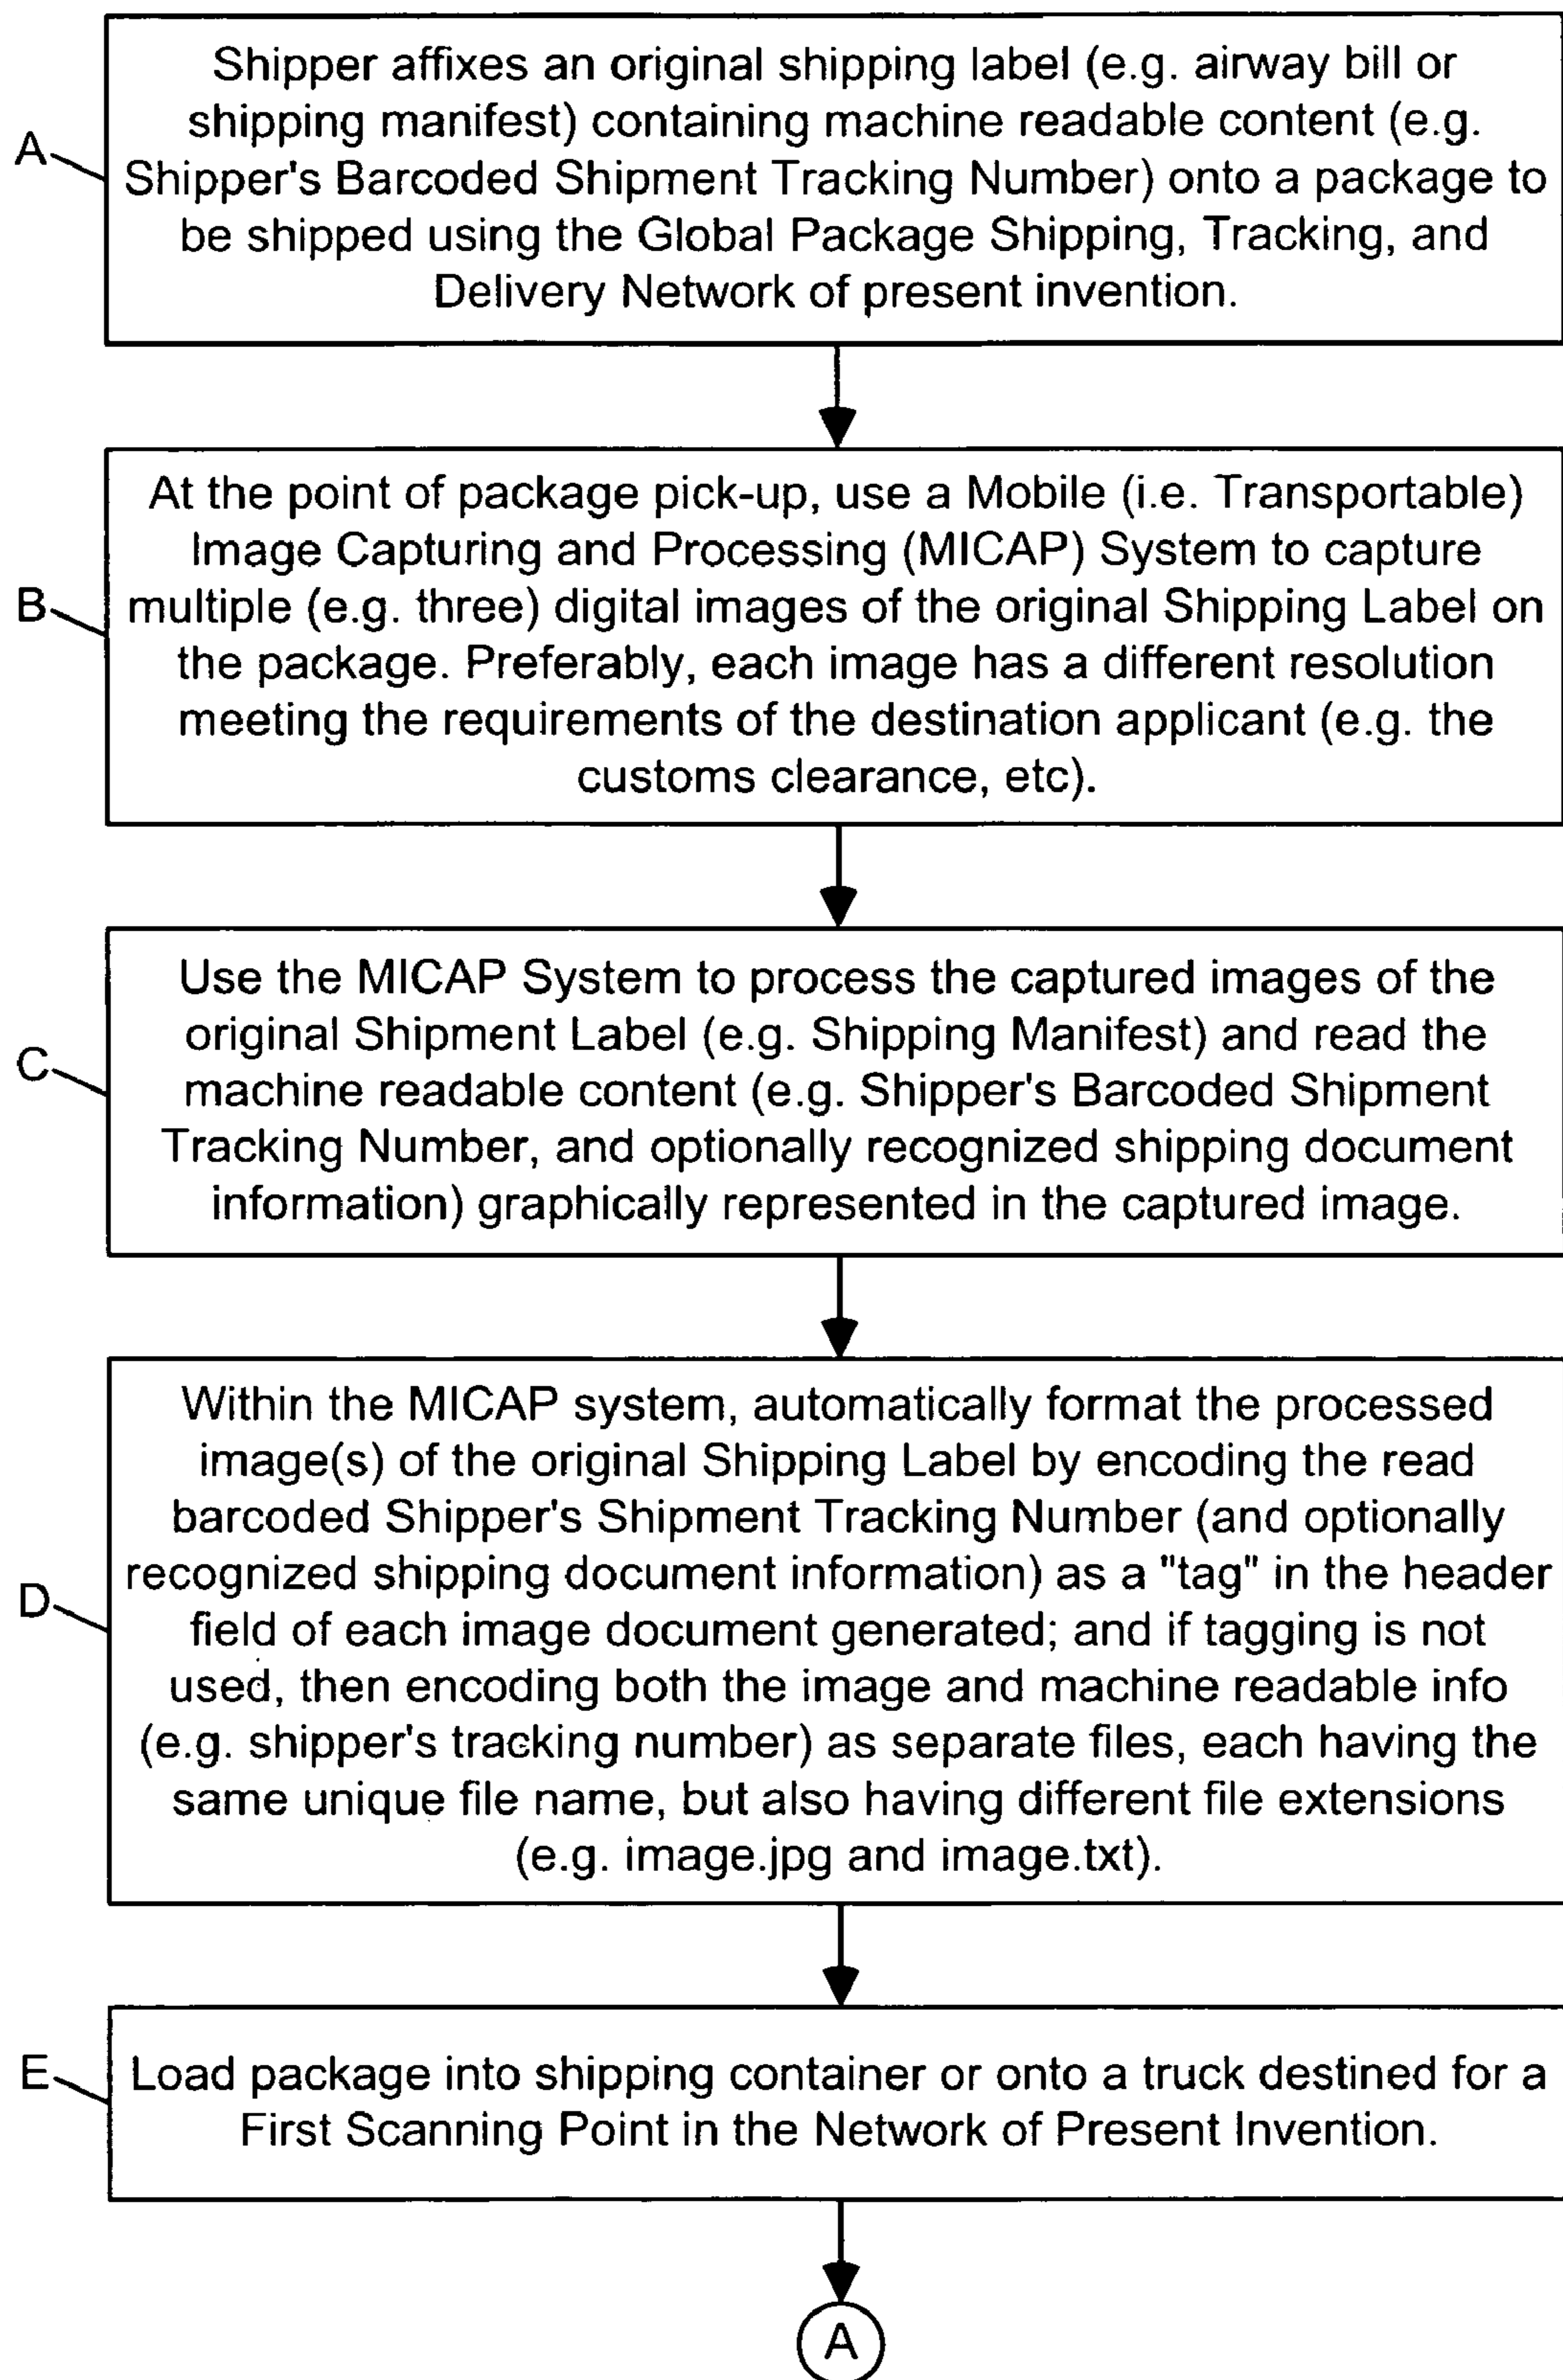 Shipper affixes an original shipping label (e.g. airway bill or
shipping manifest) containing machine readable content (e.g.
A
Shipper's Barcoded Shipment Tracking Number) onto a package to
be shipped using the Global Package Shipping, Tracking, and
Delivery Network of present invention.
At the point of package pick-up, use a Mobile (i.e. Transportable)
Image Capturing and Processing (MICAP) System to capture
B
multiple (e.g. three) digital images of the original Shipping Label on
the package. Preferably, each image has a different resolution
meeting the requirements of the destination applicant (e.g. the
customs clearance, etc).
Use the MICAP System to process the captured images of the
original Shipment Label (e.g. Shipping Manifest) and read the
C
machine readable content (e.g. Shipper's Barcoded Shipment
Tracking Number, and optionally recognized shipping document
information) graphically represented in the captured image.
Within the MICAP system, automatically format the processed
image(s) of the original Shipping Label by encoding the read
barcoded Shipper's Shipment Tracking Number (and optionally
recognized shipping document information) as a "tag" in the header
D
field of each image document generated; and if tagging is not
used, then encoding both the image and machine readable info
(e.g. shipper's tracking number) as separate files, each having the
same unique file name, but also having different file extensions
(e.g. image.jpg and image.txt).
E
Load package into shipping container or onto a truck destined for a
First Scanning Point in the Network of Present Invention.
A